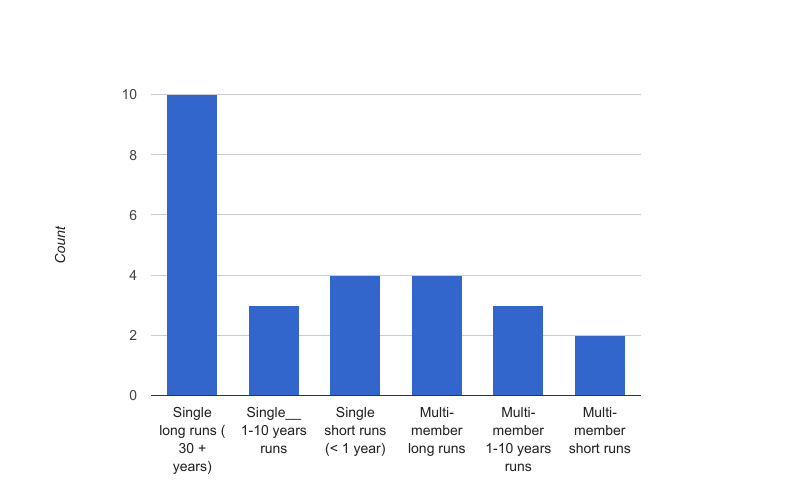 10
8
6
4
2
0
Count
Single
long runs (
30 +
years)
Single__
1-10 years
runs
Single
short runs
(< 1 year)
Multi-
member
long runs
Multi-
member
1-10 years
runs
Multi-
member
short runs